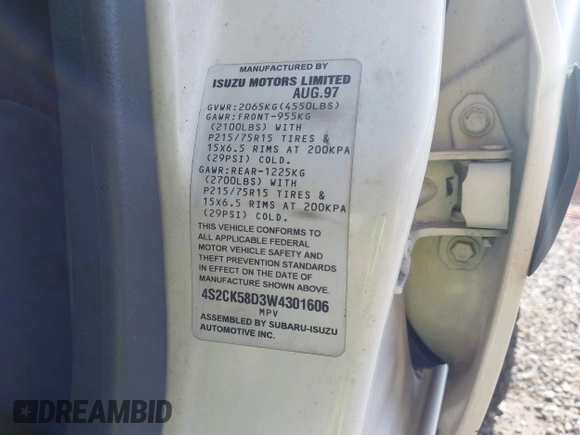 MANUFACTURED BY
ISUZU MOTORS LIMITED
AUG.97
GVWR:2065KG(4550LBS)
GAWR:FRONT-955KG
(2100LBS) WITH
P215/75R15 TIRES &
15X6.5 RIMS AT 200KPA
(29PSI) COLD.
GAWR:REAR-1225KG
(2700LBS) WITH
P215/75R15 TIRES &
15X6.5 RIMS AT 200KPA
(29PSI) COLD.
THIS VEHICLE CONFORMS TO
ALL APPLICABLE FEDERAL
MOTOR VEHICLE SAFETY AND
THEFT PREVENTION STANDARDS
IN EFFECT ON THE DATE OF
MANUFACTURE SHOWN ABOVE.
4S2CK58D3W4301606
MPV
ASSEMBLED BY SUBARU-ISUZU
AUTOMOTIVE INC.
DREAMBID